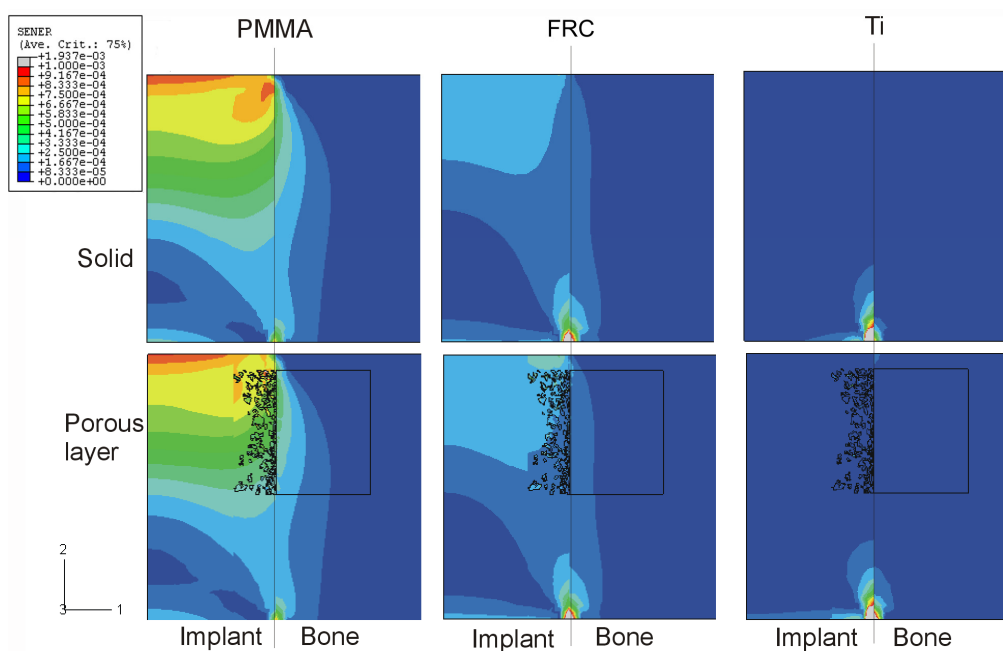 PMMA
FRC
Ti
SENER
(Ave. Crit.: 75%)
+1.937e-03
+1.000e-03
+9.167e-04
+8.333e-04
+7.500e-04
+6.667e-04
+5.833e-04
+5.000e-04
+4.167e-04
+3.333e-04
+2.500e-04
+1.667e-04
+8.333e-05
+0.000e+00
Solid
Porous
layer
2
3
1
Implant
Bone
Implant
Bone
Implant
Bone